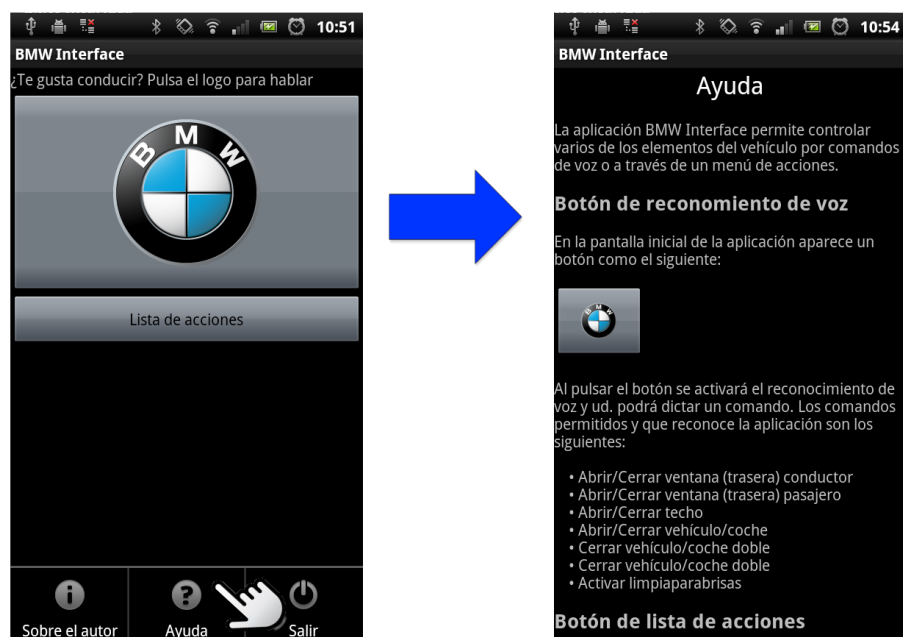 10:51
BMW Interface
¿Te gusta conducir? Pulsa el logo para hablar
BMW
Lista de acciones
Sobre el autor
Ayuda
Salir
10:54
BMW Interface
Ayuda
La aplicación BMW Interface permite controlar
varios de los elementos del vehículo por comandos
de voz o a través de un menú de acciones.
Botón de reconomiento de voz
En la pantalla inicial de la aplicación aparece un
botón como el siguiente:
BMW
Al pulsar el botón se activará el reconocimiento de
voz y ud. podrá dictar un comando. Los comandos
permitidos y que reconoce la aplicación son los
siguientes:
• Abrir/Cerrar ventana (trasera) conductor
• Abrir/Cerrar ventana (trasera) pasajero
• Abrir/Cerrar techo
• Abrir/Cerrar vehículo/coche
• Cerrar vehículo/coche doble
• Cerrar vehículo/coche doble
• Activar limpiaparabrisas
Botón de lista de acciones